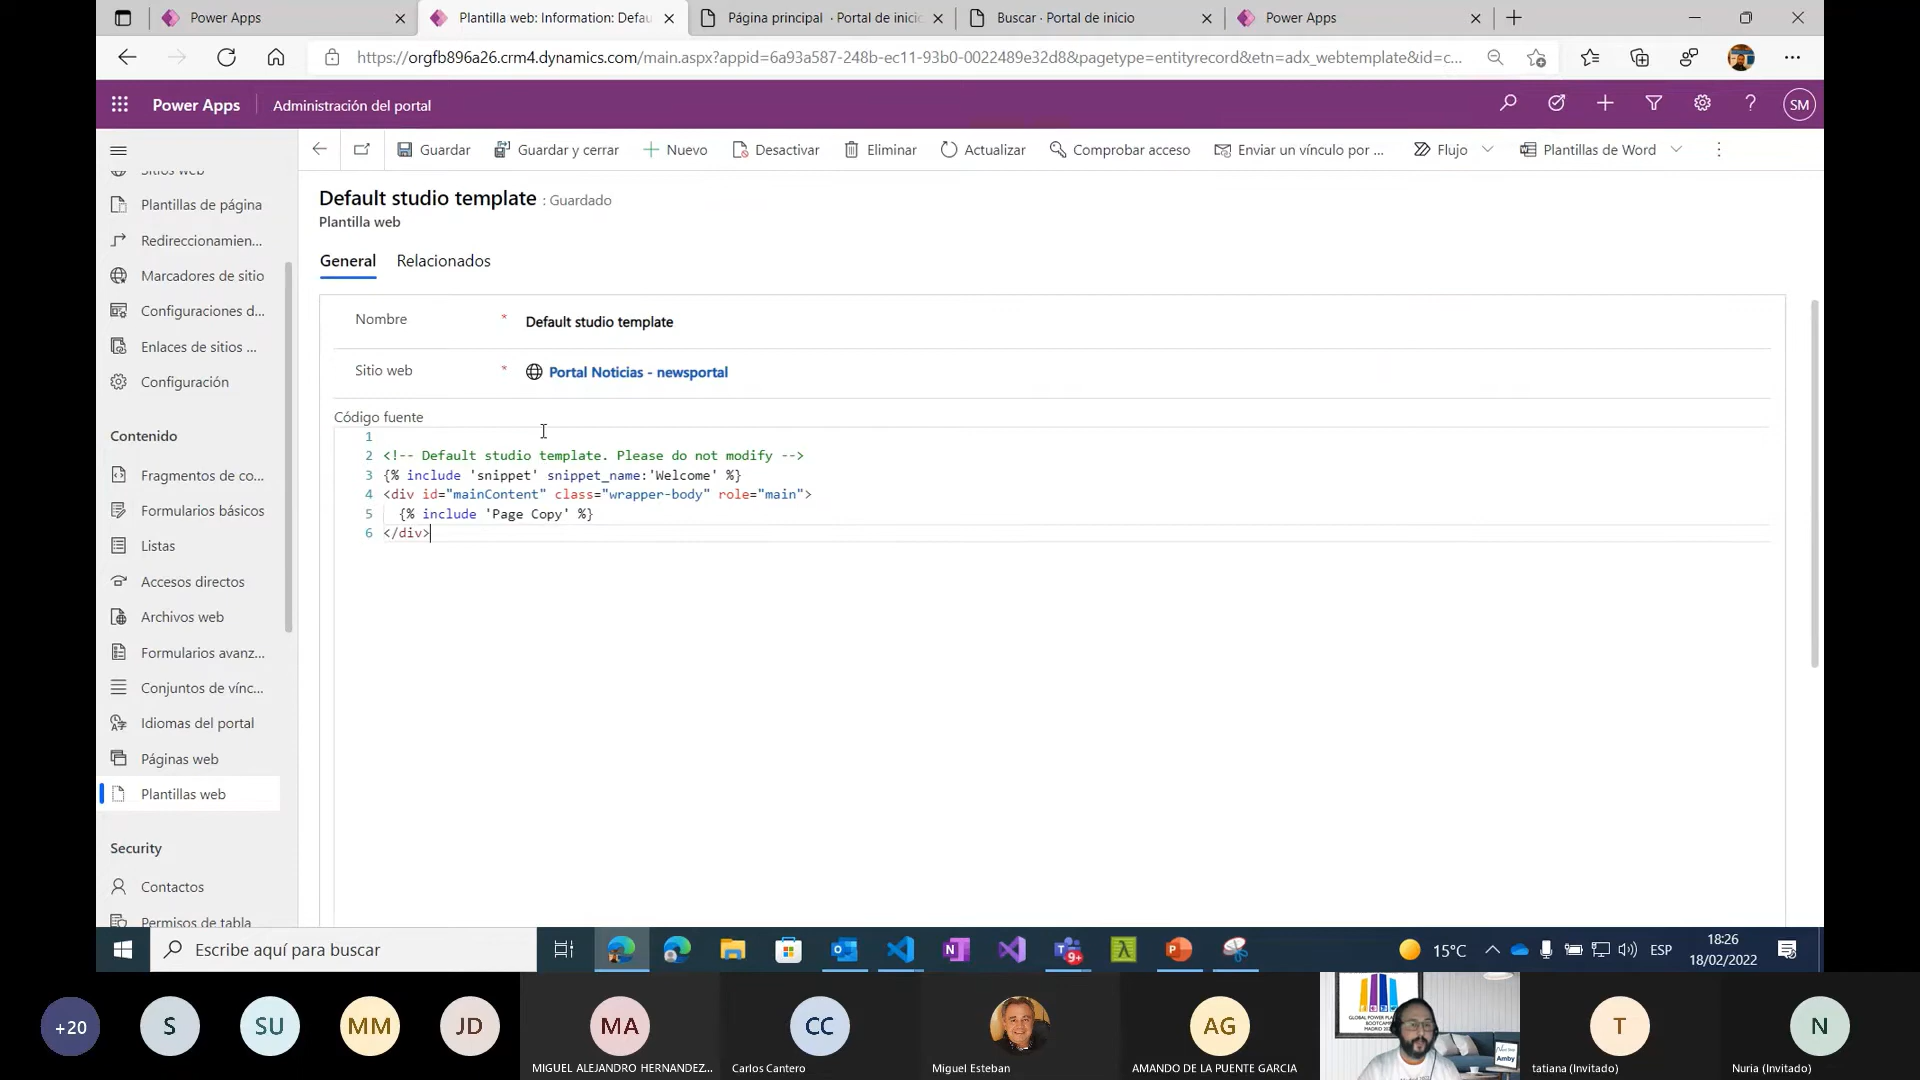 Power Apps
Plantilla web: Information: Defau
Página principal · Portal de inicio
Buscar · Portal de inicio
Power Apps
https://orgfb896a26.crm4.dynamics.com/main.aspx?appid=6a93a587-248b-ec11-93b0-0022489e32d8&pagetype=entityrecord&etn=adx_webtemplate&id=c...
Power Apps
Administración del portal
SM
Guardar
Guardar y cerrar
Nuevo
Desactivar
Eliminar
Actualizar
Comprobar acceso
Enviar un vínculo por ...
Flujo
Plantillas de Word
Sitios web
Plantillas de página
Redireccionamien...
Marcadores de sitio
Configuraciones d...
Enlaces de sitios ...
Configuración
Contenido
Fragmentos de co...
Formularios básicos
Listas
Accesos directos
Archivos web
Formularios avanz...
Conjuntos de vínc...
Idiomas del portal
Páginas web
Plantillas web
Security
Contactos
Permisos de tabla
Default studio template : Guardado
Plantilla web
General
Relacionados
Nombre * Default studio template
Sitio web * Portal Noticias - newsportal
Código fuente
1
2 <!-- Default studio template. Please do not modify -->
3 {% include 'snippet' snippet_name:'Welcome' %}
4 <div id="mainContent" class="wrapper-body" role="main">
5 {% include 'Page Copy' %}
6 </div>
Escribe aquí para buscar
9+
15°C
ESP
18:26
18/02/2022
+20
S
SU
MM
JD
MA
CC
AG
T
N
MIGUEL ALEJANDRO HERNANDEZ...
Carlos Cantero
Miguel Esteban
AMANDO DE LA PUENTE GARCIA
tatiana (Invitado)
Nuria (Invitado)